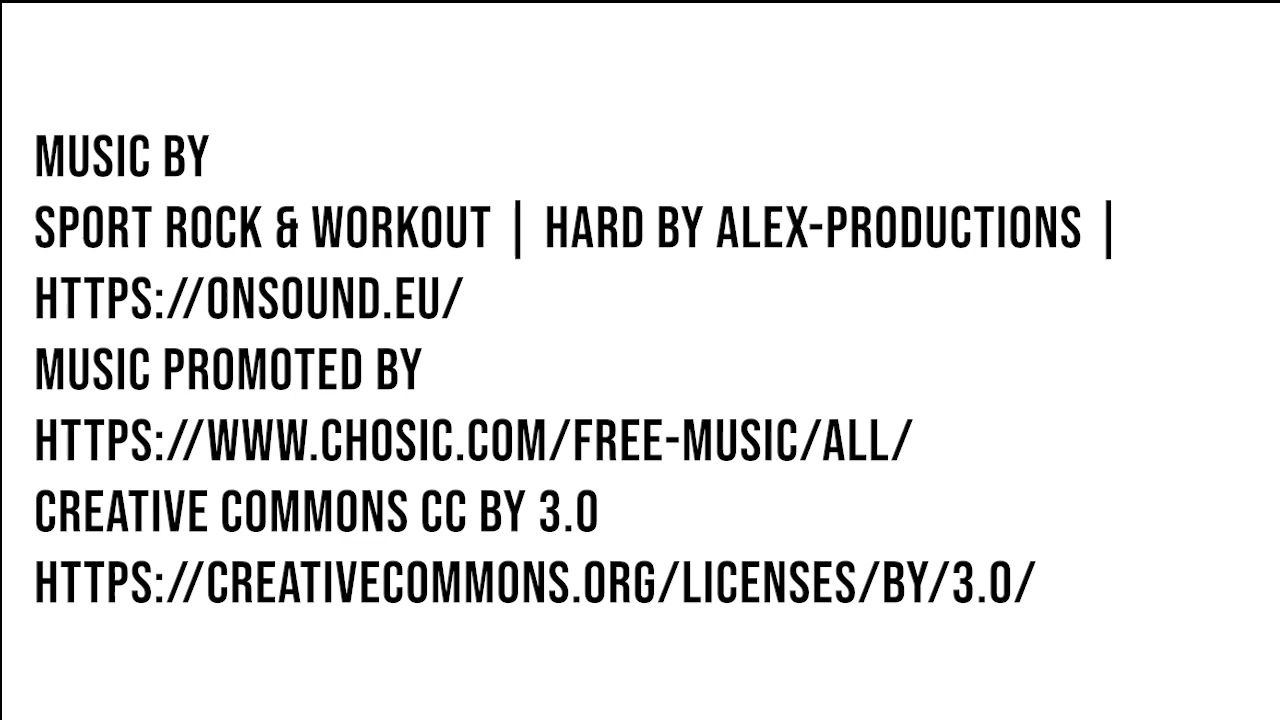 MUSIC BY
SPORT ROCK & WORKOUT | HARD BY ALEX-PRODUCTIONS |
HTTPS://ONSOUND.EU/
MUSIC PROMOTED BY
HTTPS://WWW.CHOSIC.COM/FREE-MUSIC/ALL/
CREATIVE COMMONS CC BY 3.0
HTTPS://CREATIVECOMMONS.ORG/LICENSES/BY/3.0/